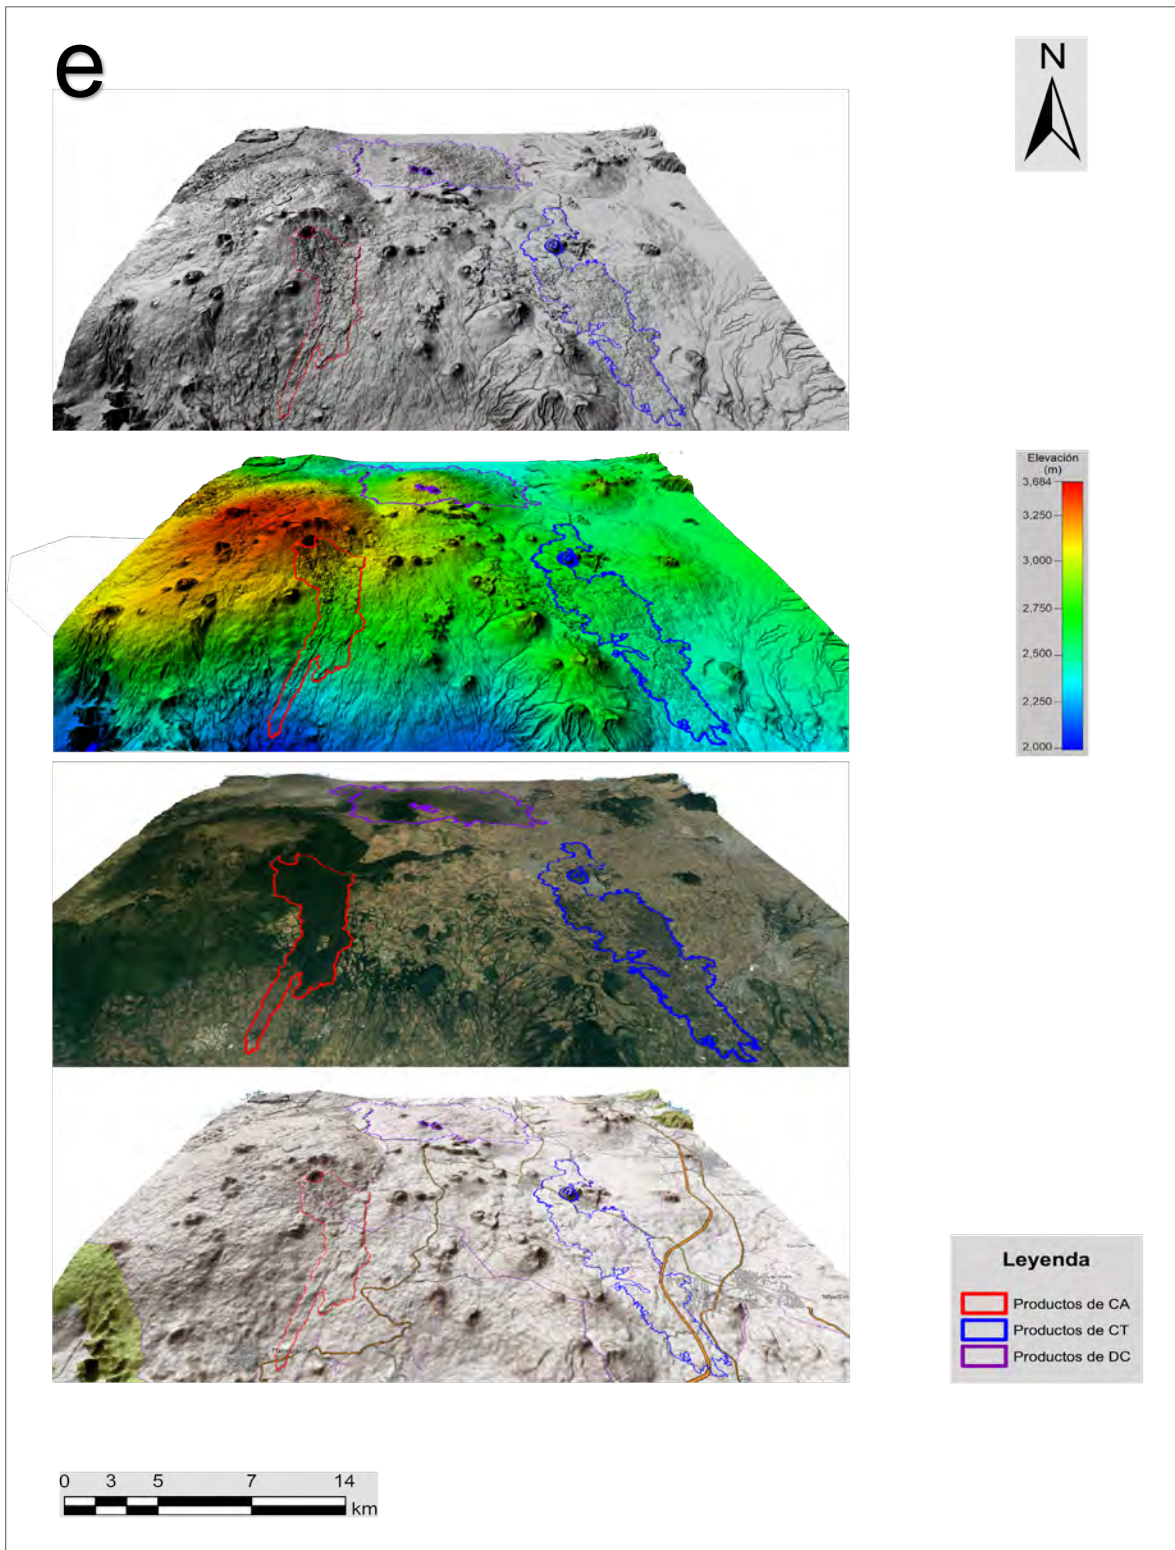 e
N
Elevación
(m)
3,684
3,250
3,000
2,750
2,500
2,250
2,000
Leyenda
Productos de CA
Productos de CT
Productos de DC
0 3 5 7 14
km